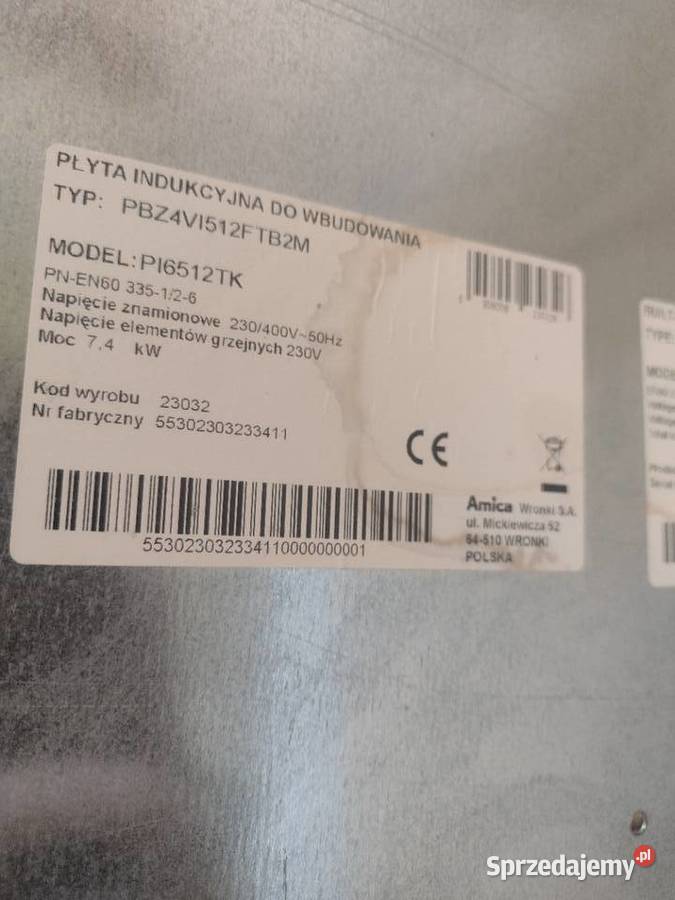 PŁYTA INDUKCYJNA DO WBUDOWANIA
TYP: PBZ4VI512FTB2M
MODEL: PI6512TK
PN-EN60 335-1/2-6
Napięcie znamionowe 230/400V~50Hz
Napięcie elementów grzejnych 230V
Moc 7.4 kW
Kod wyrobu 23032
Nr fabryczny 55302303233411
CE
553023032334110000000001
Amica Wronki S.A.
ul. Mickiewicza 52
64-510 WRONKI
POLSKA
TYPE:
Sprzedajemy.pl